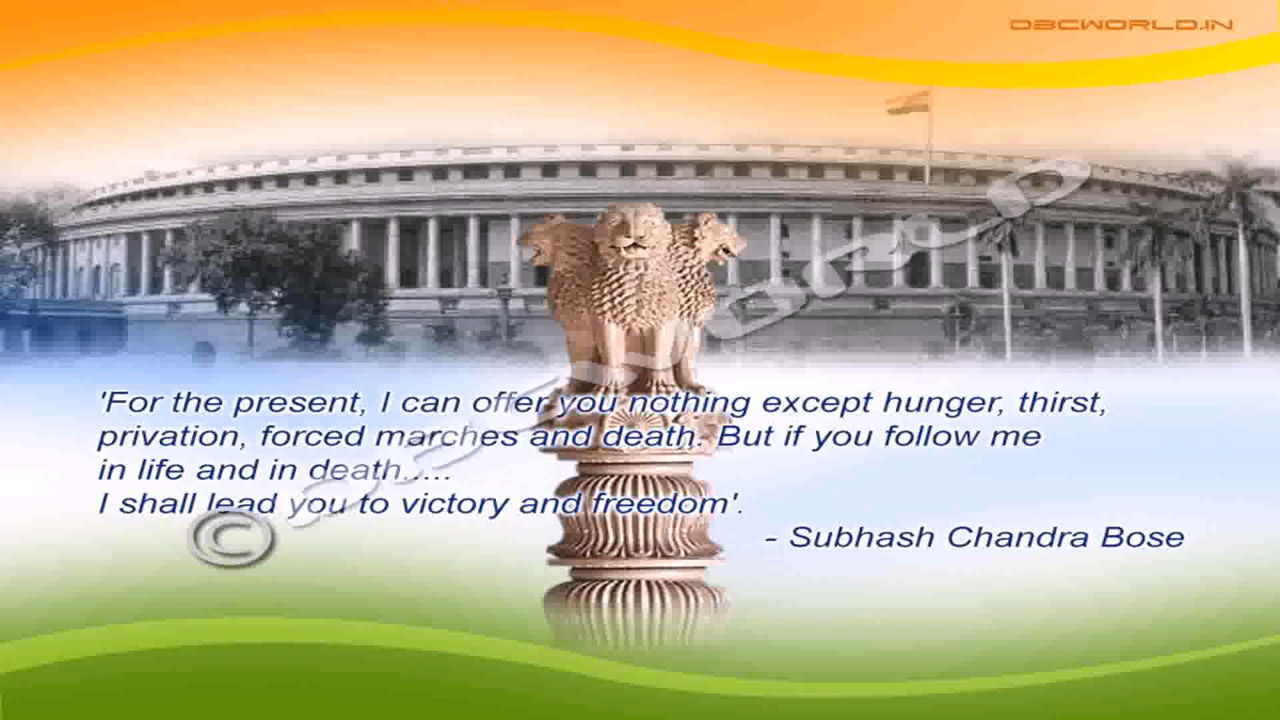 DBCWORLD.IN
'For the present, I can offer you nothing except hunger, thirst,
privation, forced marches and death. But if you follow me
in life and in death.....
I shall lead you to victory and freedom'.
- Subhash Chandra Bose
© DBCWORLD